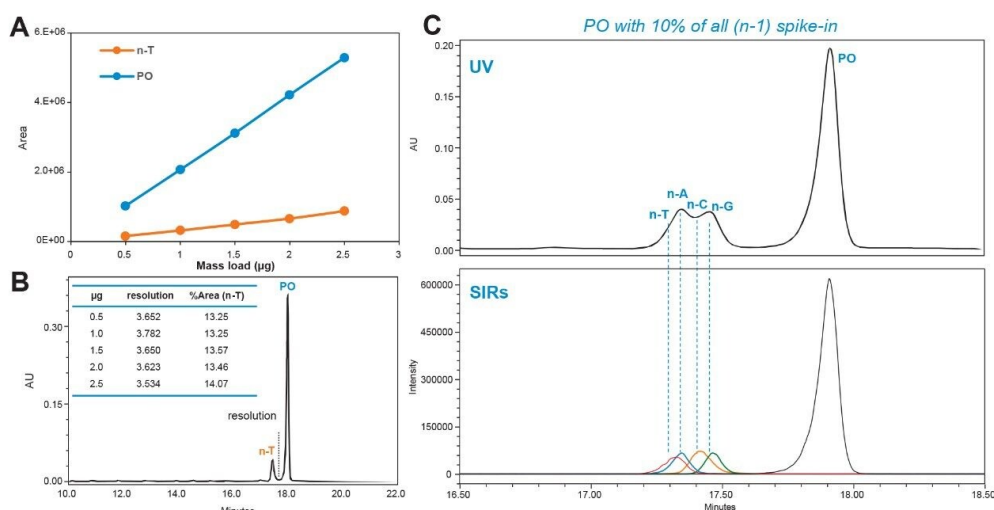 A
6.E+06
4.E+06
2.0E+06
0E+00
Area
n-T
PO
0
0.5
1
1.5
2
2.5
3
Mass load (µg)
B
0.30
0.15
0.00
AU
µg resolution %Area (n-T)
0.5 3.652 13.25
1.0 3.782 13.25
1.5 3.650 13.57
2.0 3.623 13.46
2.5 3.534 14.07
PO
resolution
n-T
10.0 12.0 14.0 16.0 18.0 20.0 22.0
Minutes
C
PO with 10% of all (n-1) spike-in
UV
0.20
0.15
0.10
0.05
0.00
AU
PO
n-A
n-T
n-C
n-G
SIRs
600000
450000
300000
150000
0
Intensity
16.50 17.00 17.50 18.00 18.50
Minutes